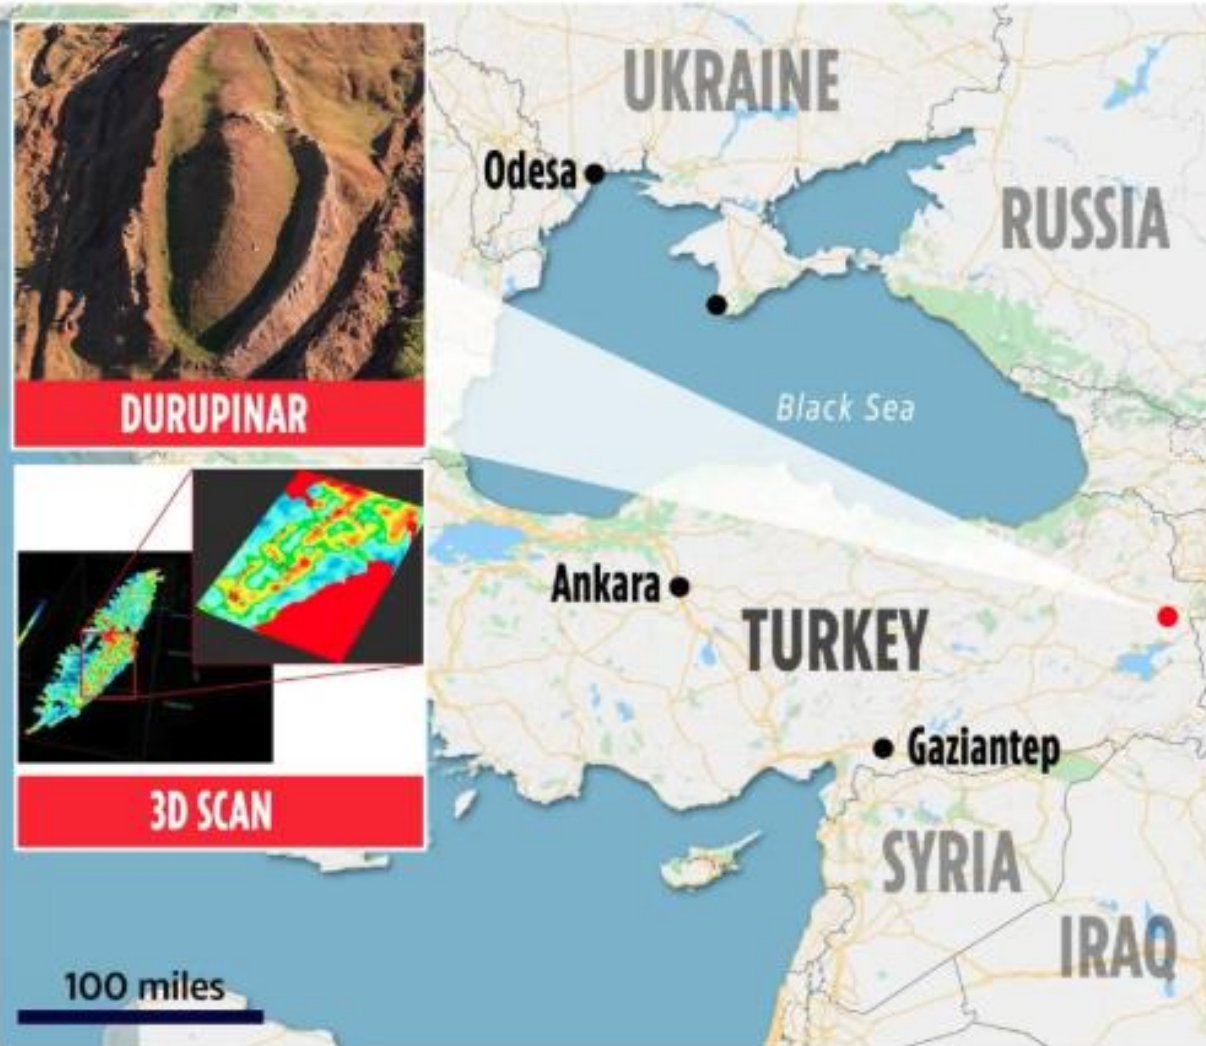 UKRAINE
Odesa
RUSSIA
DURUPINAR
Black Sea
Ankara
TURKEY
Gaziantep
3D SCAN
SYRIA
IRAQ
100 miles